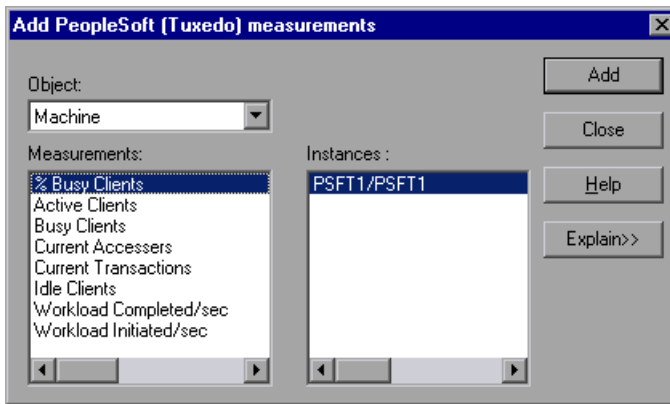 Add PeopleSoft (Tuxedo) measurements
Object:
Machine
Measurements:
% Busy Clients
Active Clients
Busy Clients
Current Accessers
Current Transactions
Idle Clients
Workload Completed/sec
Workload Initiated/sec
Instances :
PSFT1/PSFT1
Add
Close
Help
Explain>>